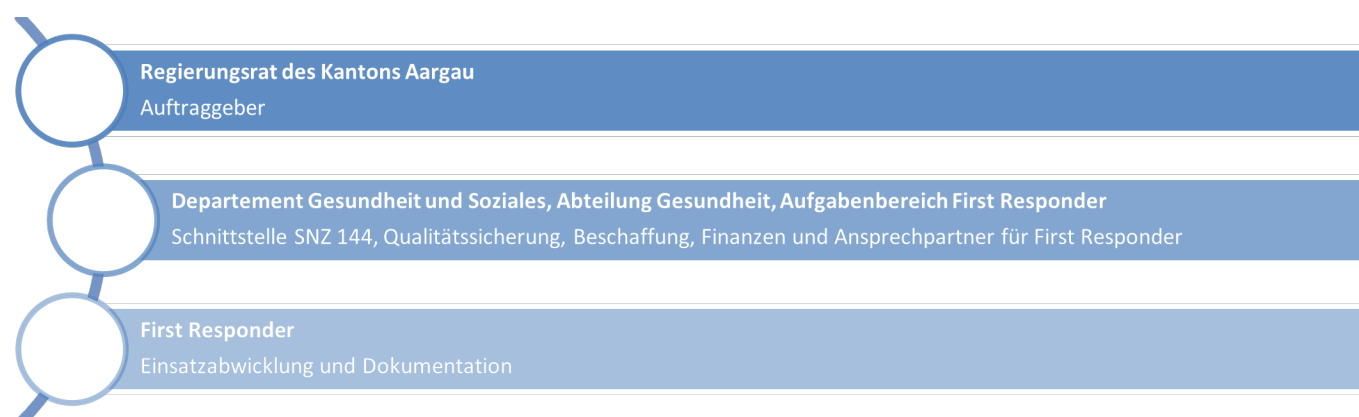 Regierungsrat des Kantons Aargau
Auftraggeber
Departement Gesundheit und Soziales, Abteilung Gesundheit, Aufgabenbereich First Responder
Schnittstelle SNZ 144, Qualitätssicherung, Beschaffung, Finanzen und Ansprechpartner für First Responder
First Responder
Einsatzabwicklung und Dokumentation